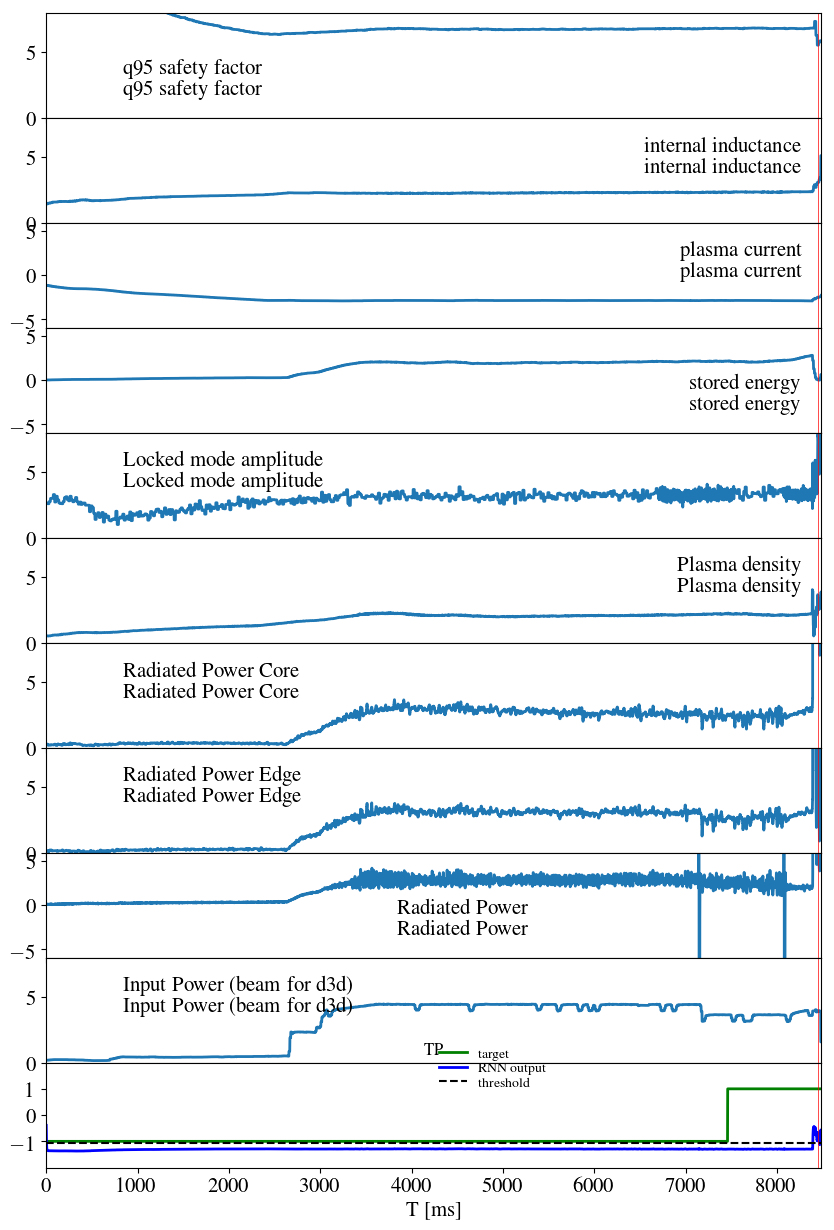 5
q95 safety factor
q95 safety factor
0
internal inductance
5
internal inductance
0
5
plasma current
0
plasma current
−5
5
0
stored energy
stored energy
−5
Locked mode amplitude
5
Locked mode amplitude
0
Plasma density
5
Plasma density
0
Radiated Power Core
5
Radiated Power Core
0
Radiated Power Edge
5
Radiated Power Edge
0
5
0
Radiated Power
Radiated Power
−5
Input Power (beam for d3d)
5
Input Power (beam for d3d)
0
TP
target
RNN output
threshold
1
0
−1
0 1000 2000 3000 4000 5000 6000 7000 8000
T [ms]